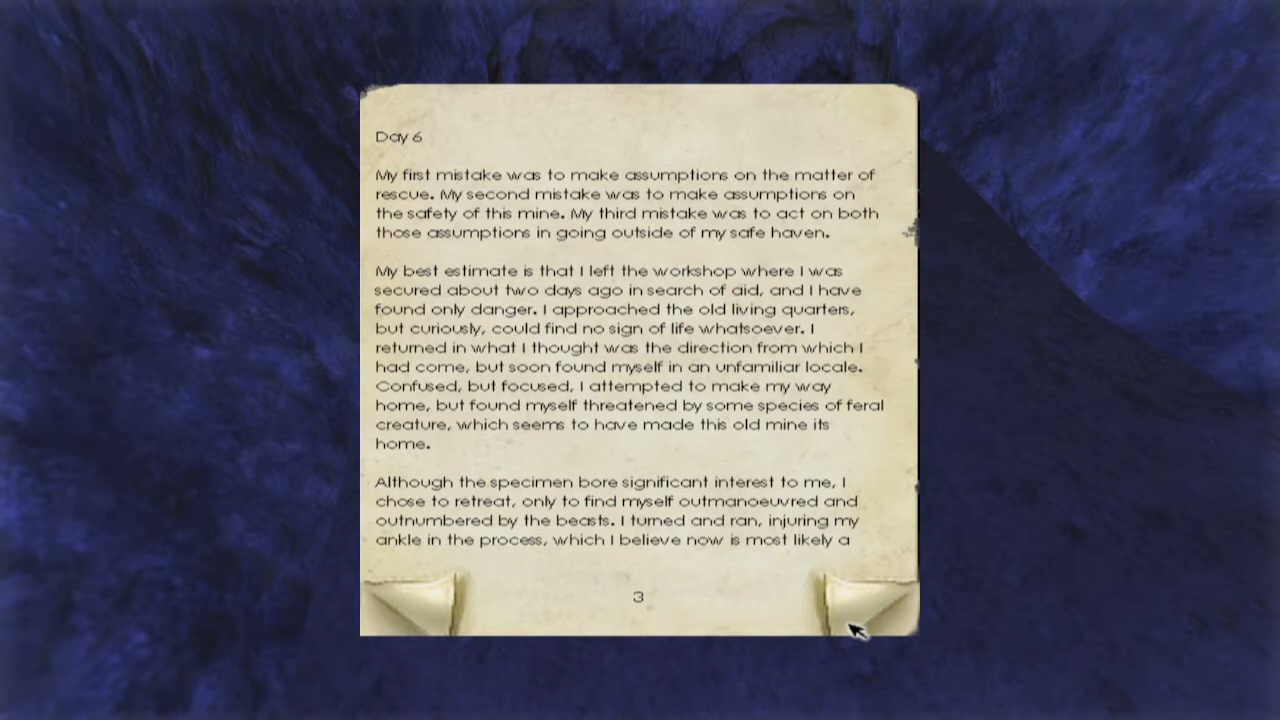 Day 6
My first mistake was to make assumptions on the matter of
rescue. My second mistake was to make assumptions on
the safety of this mine. My third mistake was to act on both
those assumptions in going outside of my safe haven.
My best estimate is that I left the workshop where I was
secured about two days ago in search of aid, and I have
found only danger. I approached the old living quarters,
but curiously, could find no sign of life whatsoever. I
returned in what I thought was the direction from which I
had come, but soon found myself in an unfamiliar locale.
Confused, but focused, I attempted to make my way
home, but found myself threatened by some species of feral
creature, which seems to have made this old mine its
home.
Although the specimen bore significant interest to me, I
chose to retreat, only to find myself outmanoeuvred and
outnumbered by the beasts. I turned and ran, injuring my
ankle in the process, which I believe now is most likely a
3